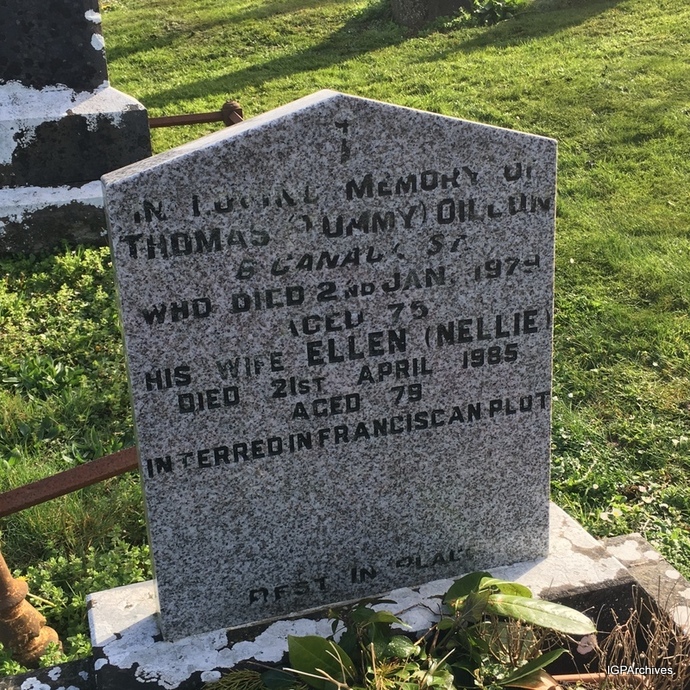 IN LOVING MEMORY OF
THOMAS (TUMMY) DILLON
6 CANAL ST
WHO DIED 2ND JAN. 1979
AGED 75
HIS WIFE ELLEN (NELLIE)
DIED 21ST APRIL 1985
AGED 79
INTERRED IN FRANCISCAN PLOT
REST IN PEACE
IGPArchives